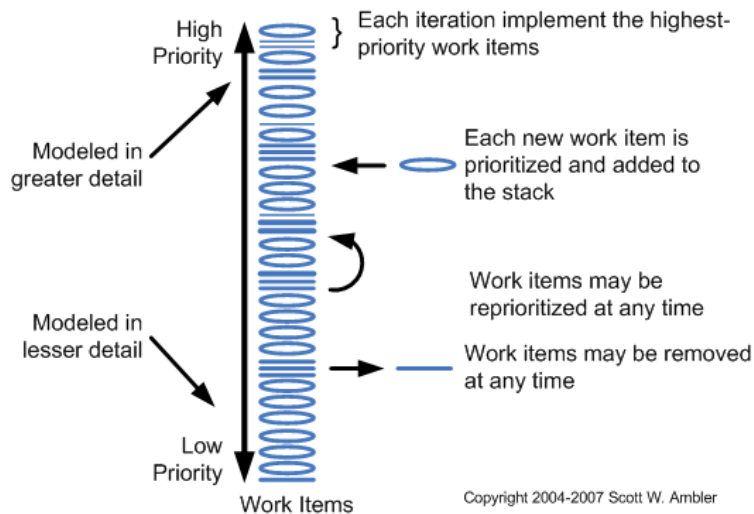 High
Priority
Each iteration implement the highest-
priority work items
Modeled in
greater detail
Each new work item is
prioritized and added to
the stack
Work items may be
reprioritized at any time
Modeled in
lesser detail
Work items may be removed
at any time
Low
Priority
Work Items
Copyright 2004-2007 Scott W. Ambler